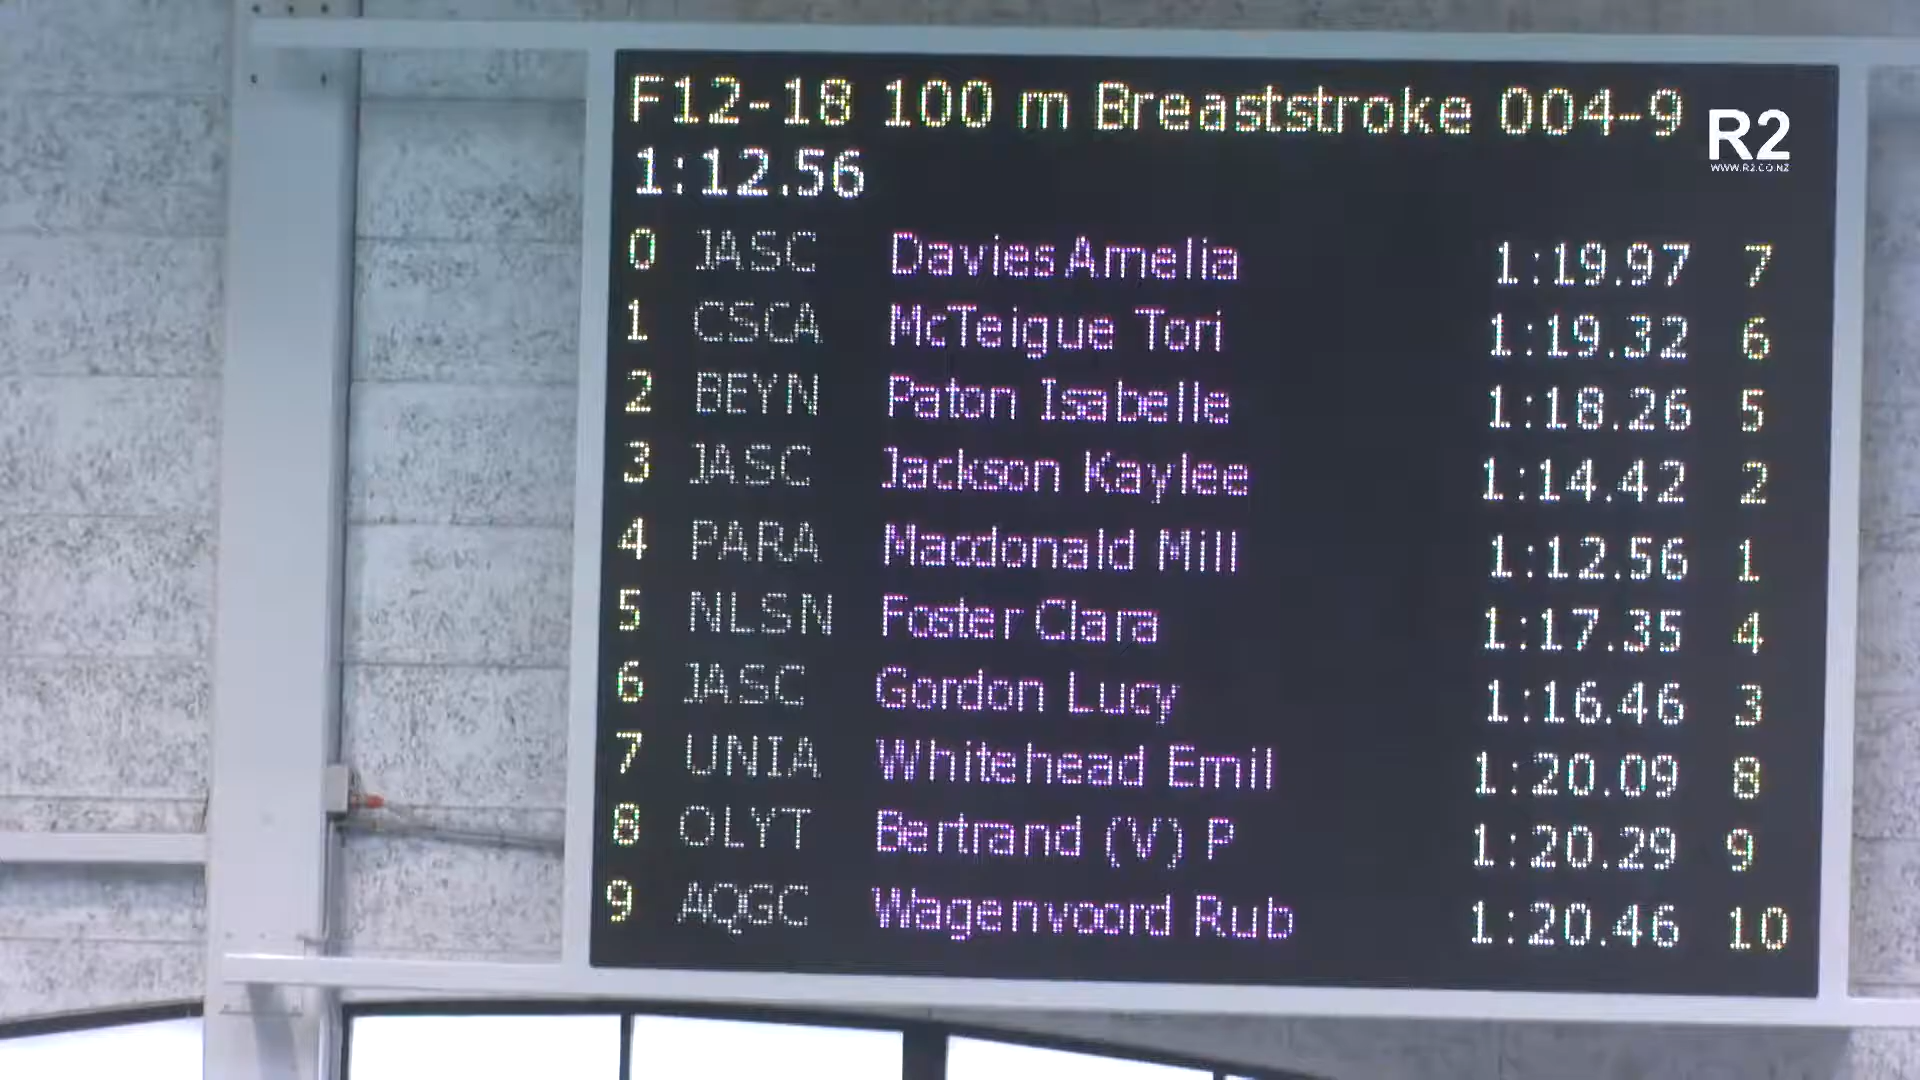 F12-18 100 m Breaststroke 004-9
R2
WWW.R2.CO.NZ
1:12.56
0 JASC Davies Amelia 1:19.97 7
1 CSCA McTeigue Tori 1:19.32 6
2 BEYN Paton Isabelle 1:18.26 5
3 JASC Jackson Kaylee 1:14.42 2
4 PARA Macdonald Mill 1:12.56 1
5 NLSN Foster Clara 1:17.35 4
6 JASC Gordon Lucy 1:16.46 3
7 UNIA Whitehead Emil 1:20.09 8
8 OLYT Bertrand (V) P 1:20.29 9
9 AQGC Wagenvoord Rub 1:20.46 10